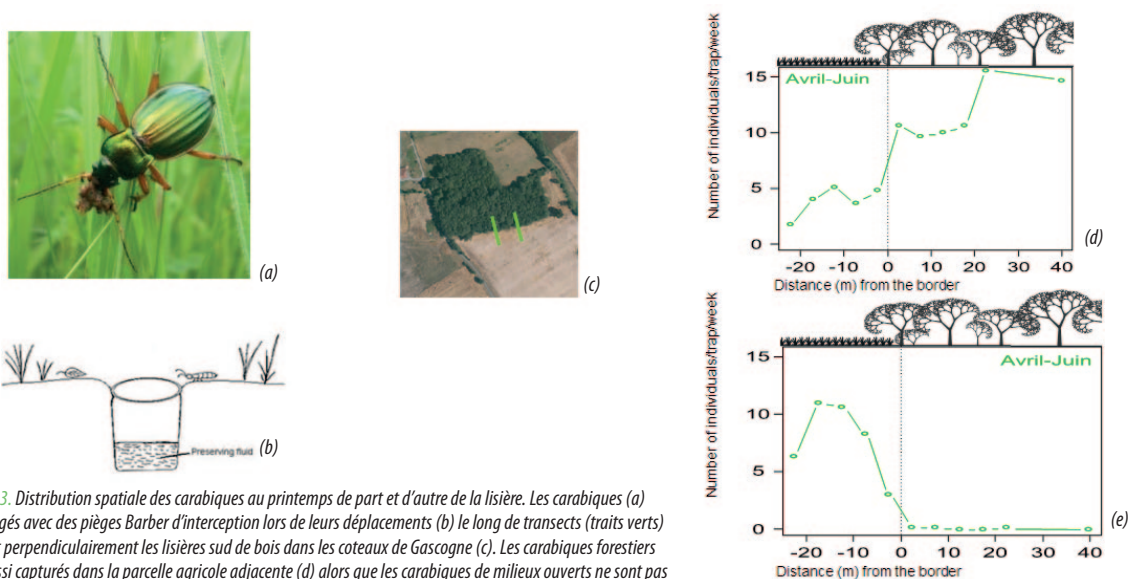 (a)
(b)
Preserving fluid
(c)
Number of individuals/trap/week
15
10
5
0
Avril-Juin
-20 -10 0 10 20 30 40
Distance (m) from the border
(d)
Number of individuals/trap/week
15
10
5
0
Avril-Juin
-20 -10 0 10 20 30 40
Distance (m) from the border
(e)
3. Distribution spatiale des carabiques au printemps de part et d'autre de la lisière. Les carabiques (a)
gés avec des pièges Barber d'interception lors de leurs déplacements (b) le long de transects (traits verts)
perpendiculairement les lisières sud de bois dans les coteaux de Gascogne (c). Les carabiques forestiers
ssi capturés dans la parcelle agricole adjacente (d) alors que les carabiques de milieux ouverts ne sont pas